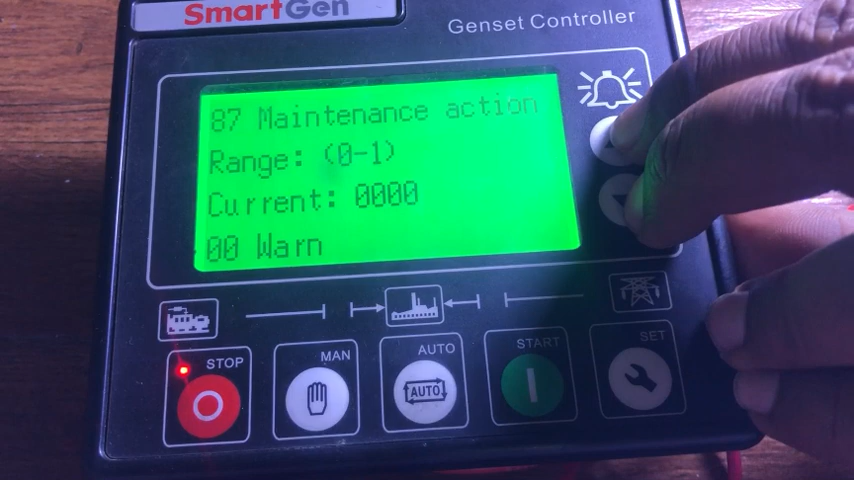 SmartGen
Genset Controller
87 Maintenance action
Range: (0-1)
Current: 0000
00 Warn
STOP
MAN
AUTO
AUTO
START
SET